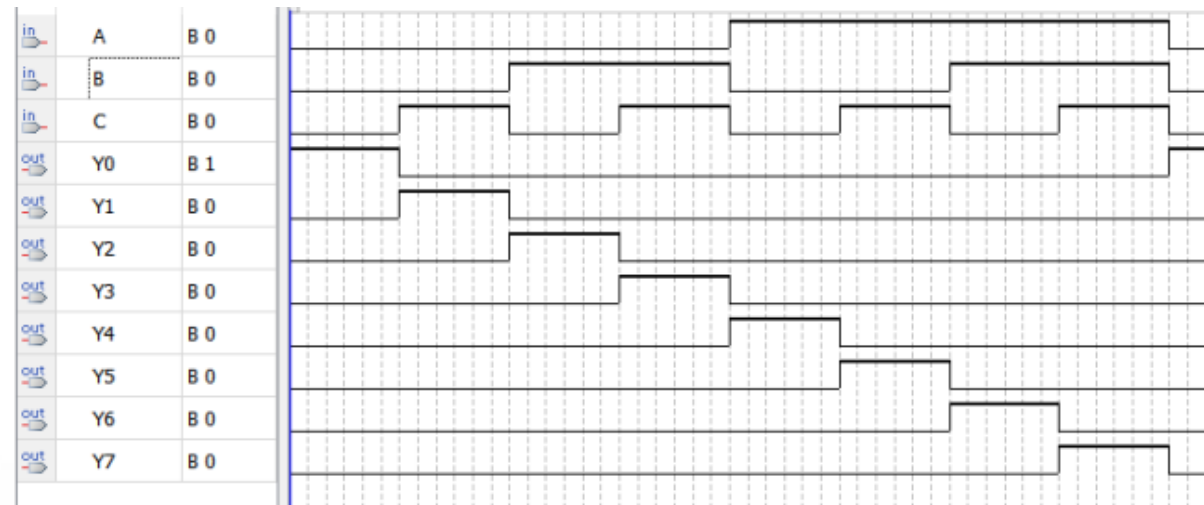 in A B 0
in B B 0
in C B 0
out Y0 B 1
out Y1 B 0
out Y2 B 0
out Y3 B 0
out Y4 B 0
out Y5 B 0
out Y6 B 0
out Y7 B 0